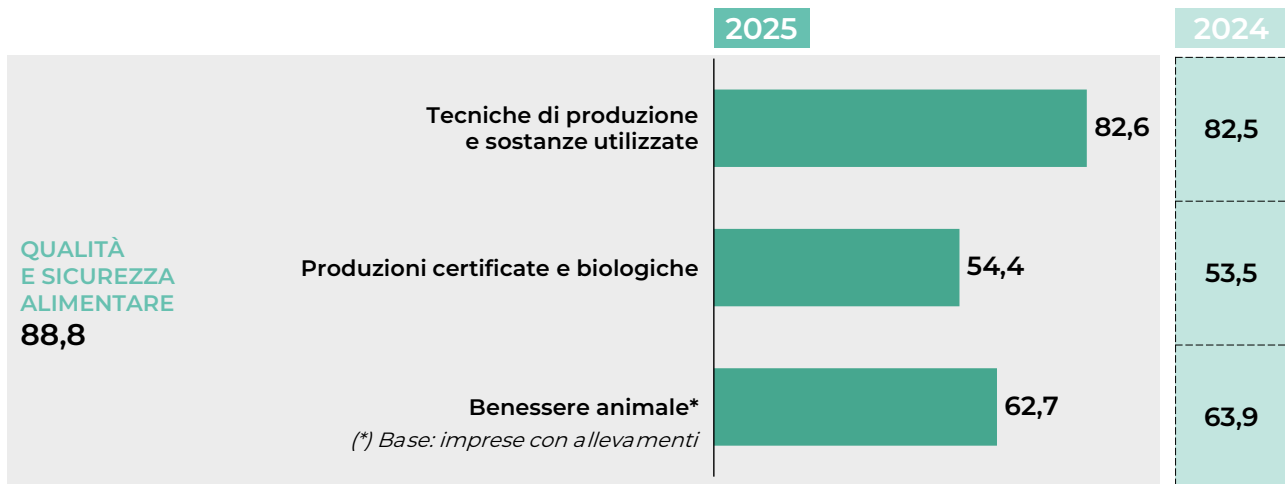 2025
2024
Tecniche di produzione
e sostanze utilizzate
82,6
82,5
QUALITÀ
E SICUREZZA
ALIMENTARE
88,8
Produzioni certificate e biologiche
54,4
53,5
Benessere animale*
(*) Base: imprese con allevamenti
62,7
63,9